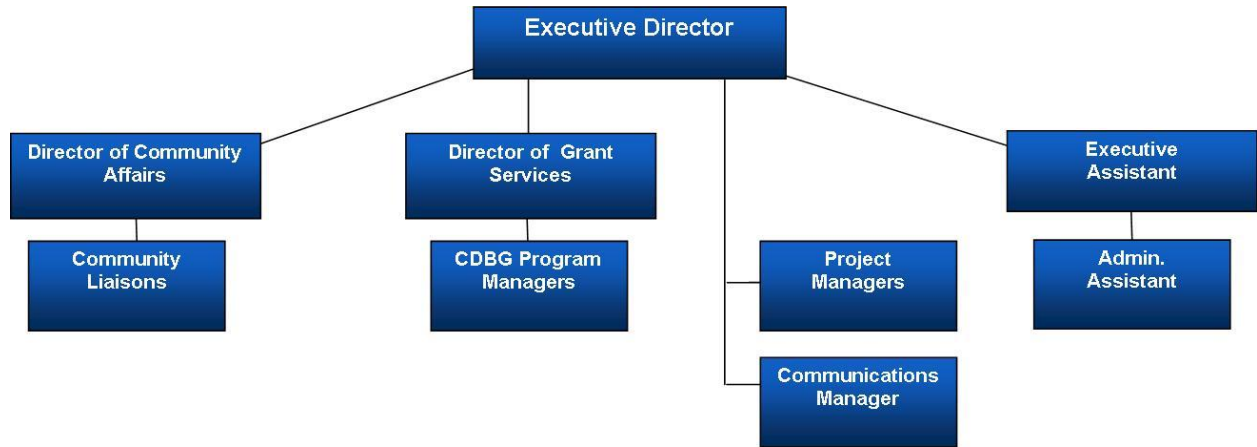 Executive Director
Director of Community
Affairs
Director of  Grant
Services
Executive
Assistant
Community
Liaisons
CDBG Program
Managers
Project
Managers
Admin.
Assistant
Communications
Manager